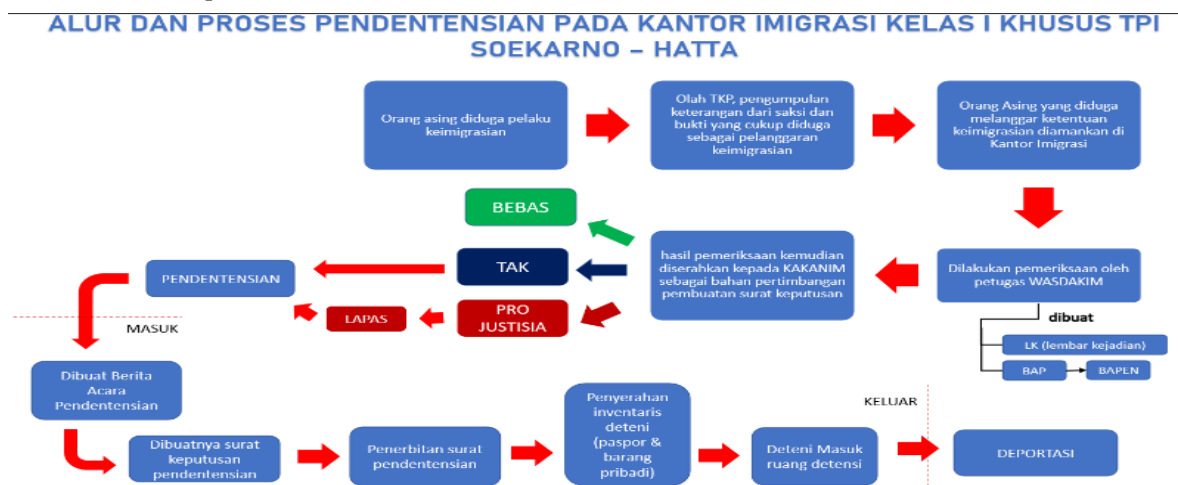 ALUR DAN PROSES PENDENTENSIAN PADA KANTOR IMIGRASI KELAS I KHUSUS TPI
SOEKARNO – HATTA
Orang asing diduga pelaku
keimigrasian
Olah TKP, pengumpulan
keterangan dari saksi dan
bukti yang cukup diduga
sebagai pelanggaran
keimigrasian
Orang Asing yang diduga
melanggar ketentuan
keimigrasian diamankan di
Kantor Imigrasi
Dilakukan pemeriksaan oleh
petugas WASDAKIM
dibuat
LK (lembar kejadian)
BAP
BAPEN
hasil pemeriksaan kemudian
diserahkan kepada KAKANIM
sebagai bahan pertimbangan
pembuatan surat keputusan
BEBAS
TAK
PRO
JUSTISIA
LAPAS
PENDENTENSIAN
MASUK
Dibuat Berita
Acara
Pendentensian
Dibuatnya surat
keputusan
pendentensian
Penerbitan surat
pendentensian
Penyerahan
inventaris
deteni
(paspor &
barang
pribadi)
Deteni Masuk
ruang detensi
KELUAR
DEPORTASI